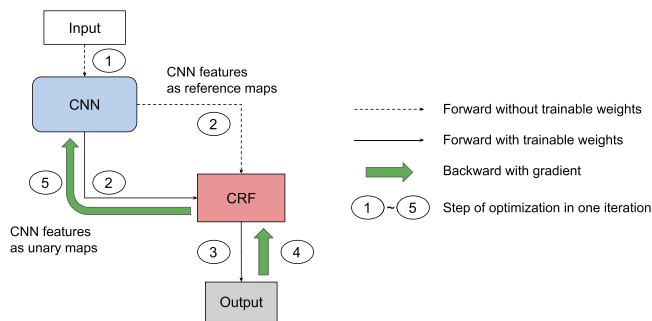 Input
1
CNN features
as reference maps
CNN
2
5
2
CRF
CNN features
as unary maps
3
4
Output
Forward without trainable weights
Forward with trainable weights
Backward with gradient
1 ~ 5 Step of optimization in one iteration